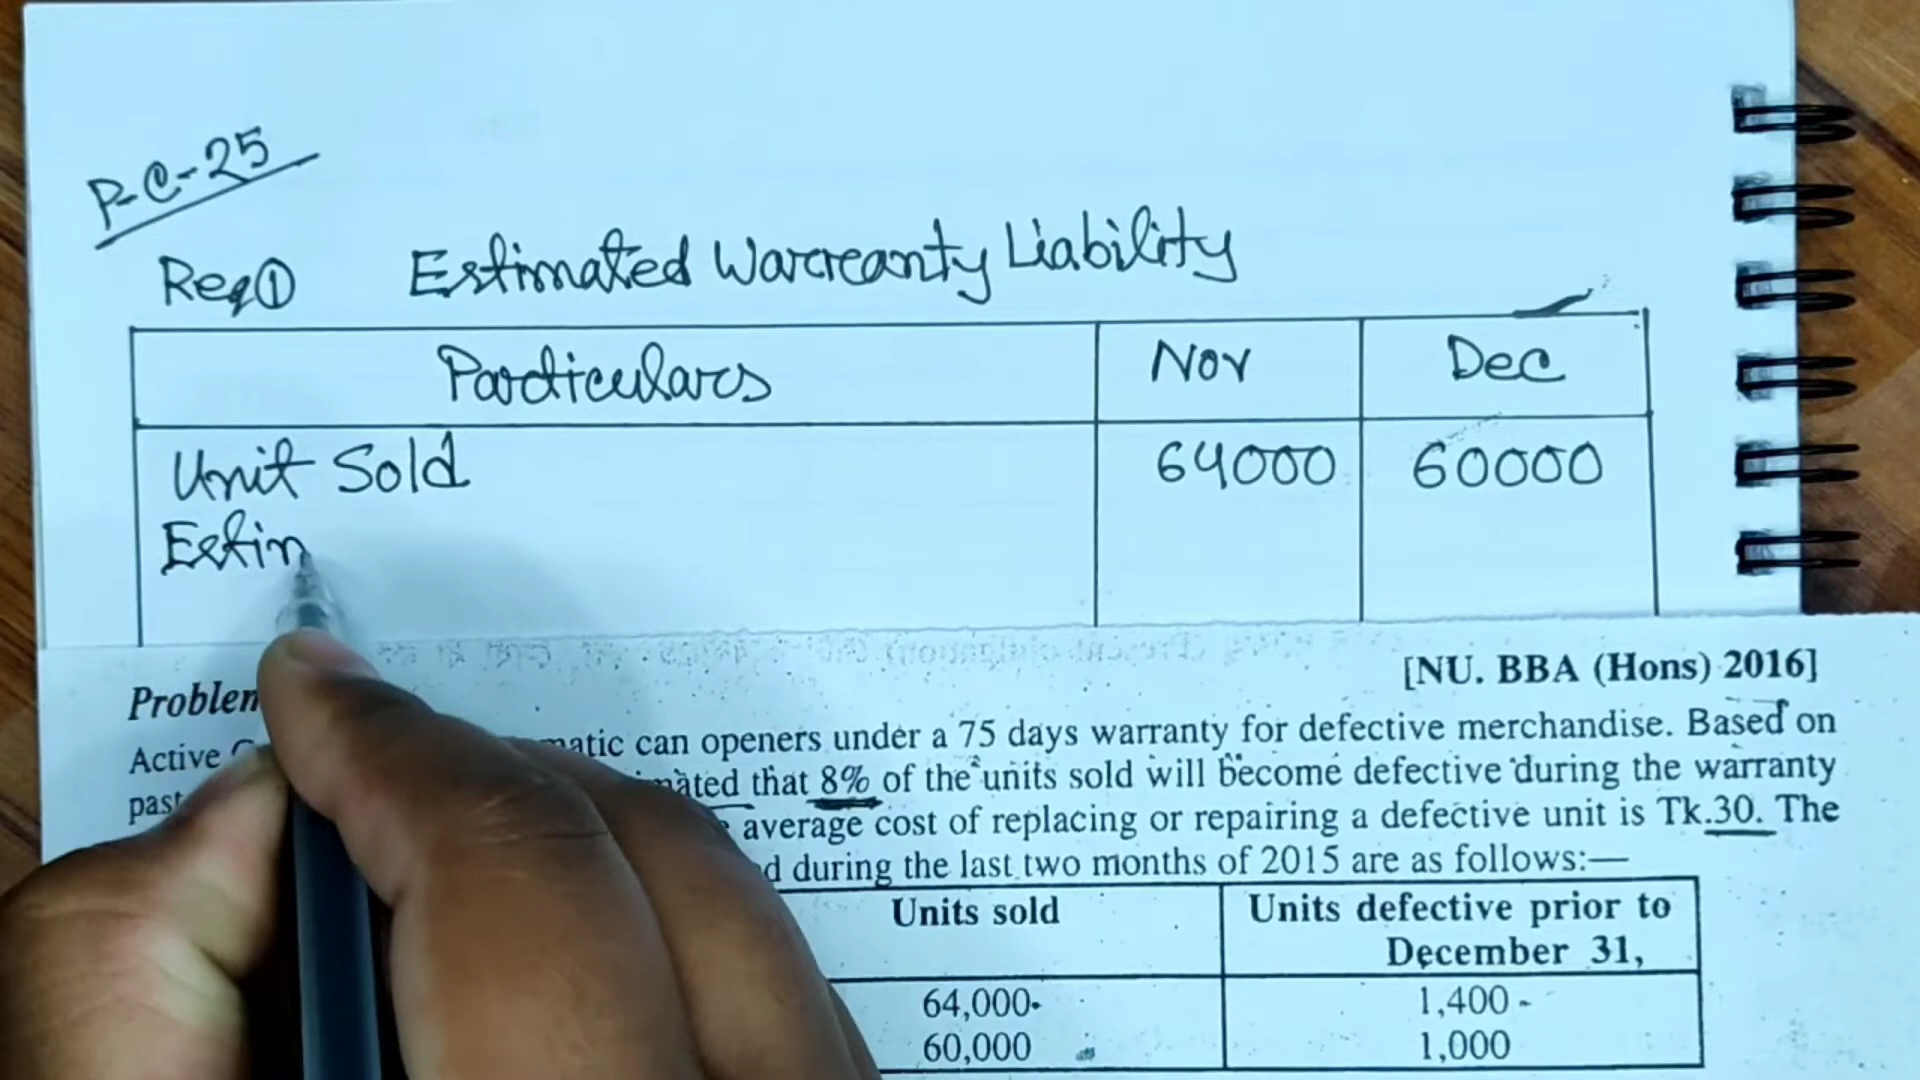 P-C-25
Req① Estimated Warranty Liability
Particulars Nov Dec
Unit Sold 64000 60000
Estim
[NU. BBA (Hons) 2016]
Problem
Active matic can openers under a 75 days warranty for defective merchandise. Based on
past mated that 8% of the units sold will become defective during the warranty
average cost of replacing or repairing a defective unit is Tk.30. The
d during the last two months of 2015 are as follows:—
Units sold Units defective prior to
December 31,
64,000 1,400
60,000 1,000